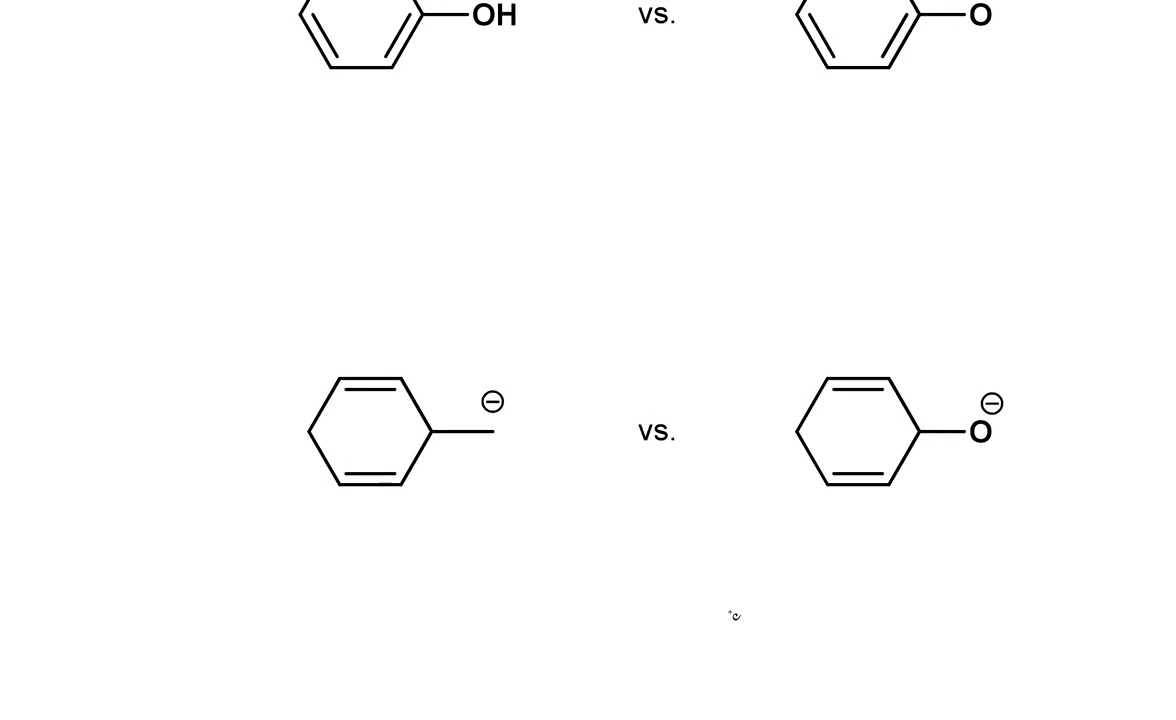 OH vs. O
⊖ vs. ⊖
O